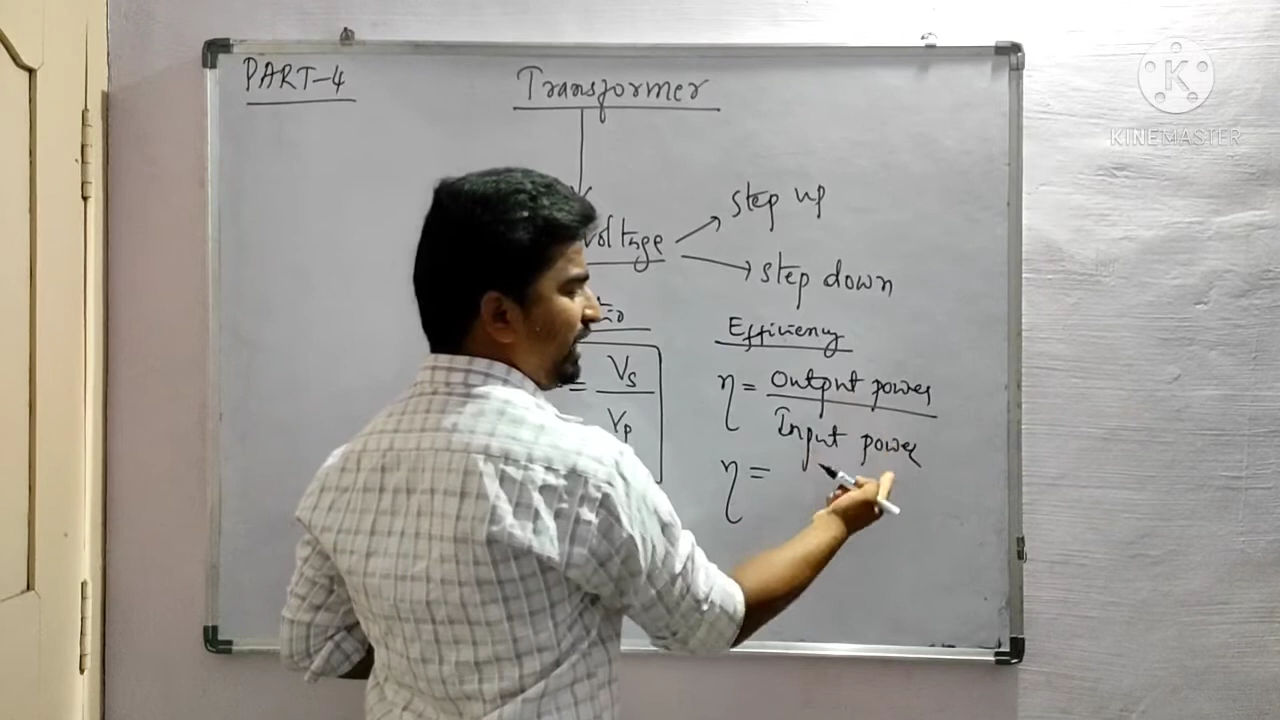 PART-4
Transformer
voltage
step up
step down
= Vs
Vp
Efficiency
η = Output power
Input power
η =
KINEMASTER